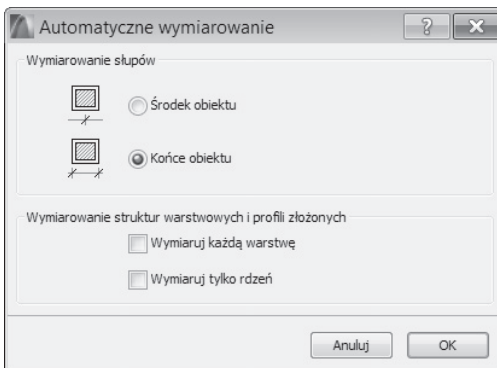 Automatyczne wymiarowanie
Wymiarowanie słupów
Środek obiektu
Końce obiektu
Wymiarowanie struktur warstwowych i profili złożonych
Wymiaruj każdą warstwę
Wymiaruj tylko rdzeń
Anuluj OK